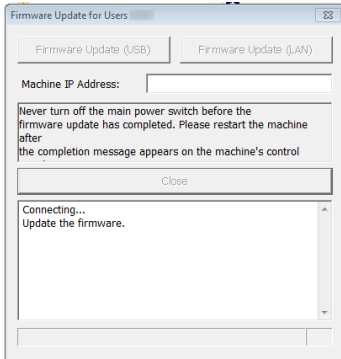 Firmware Update for Users
Firmware Update (USB) Firmware Update (LAN)
Machine IP Address:
Never turn off the main power switch before the
firmware update has completed. Please restart the machine
after
the completion message appears on the machine's control
Close
Connecting...
Update the firmware.